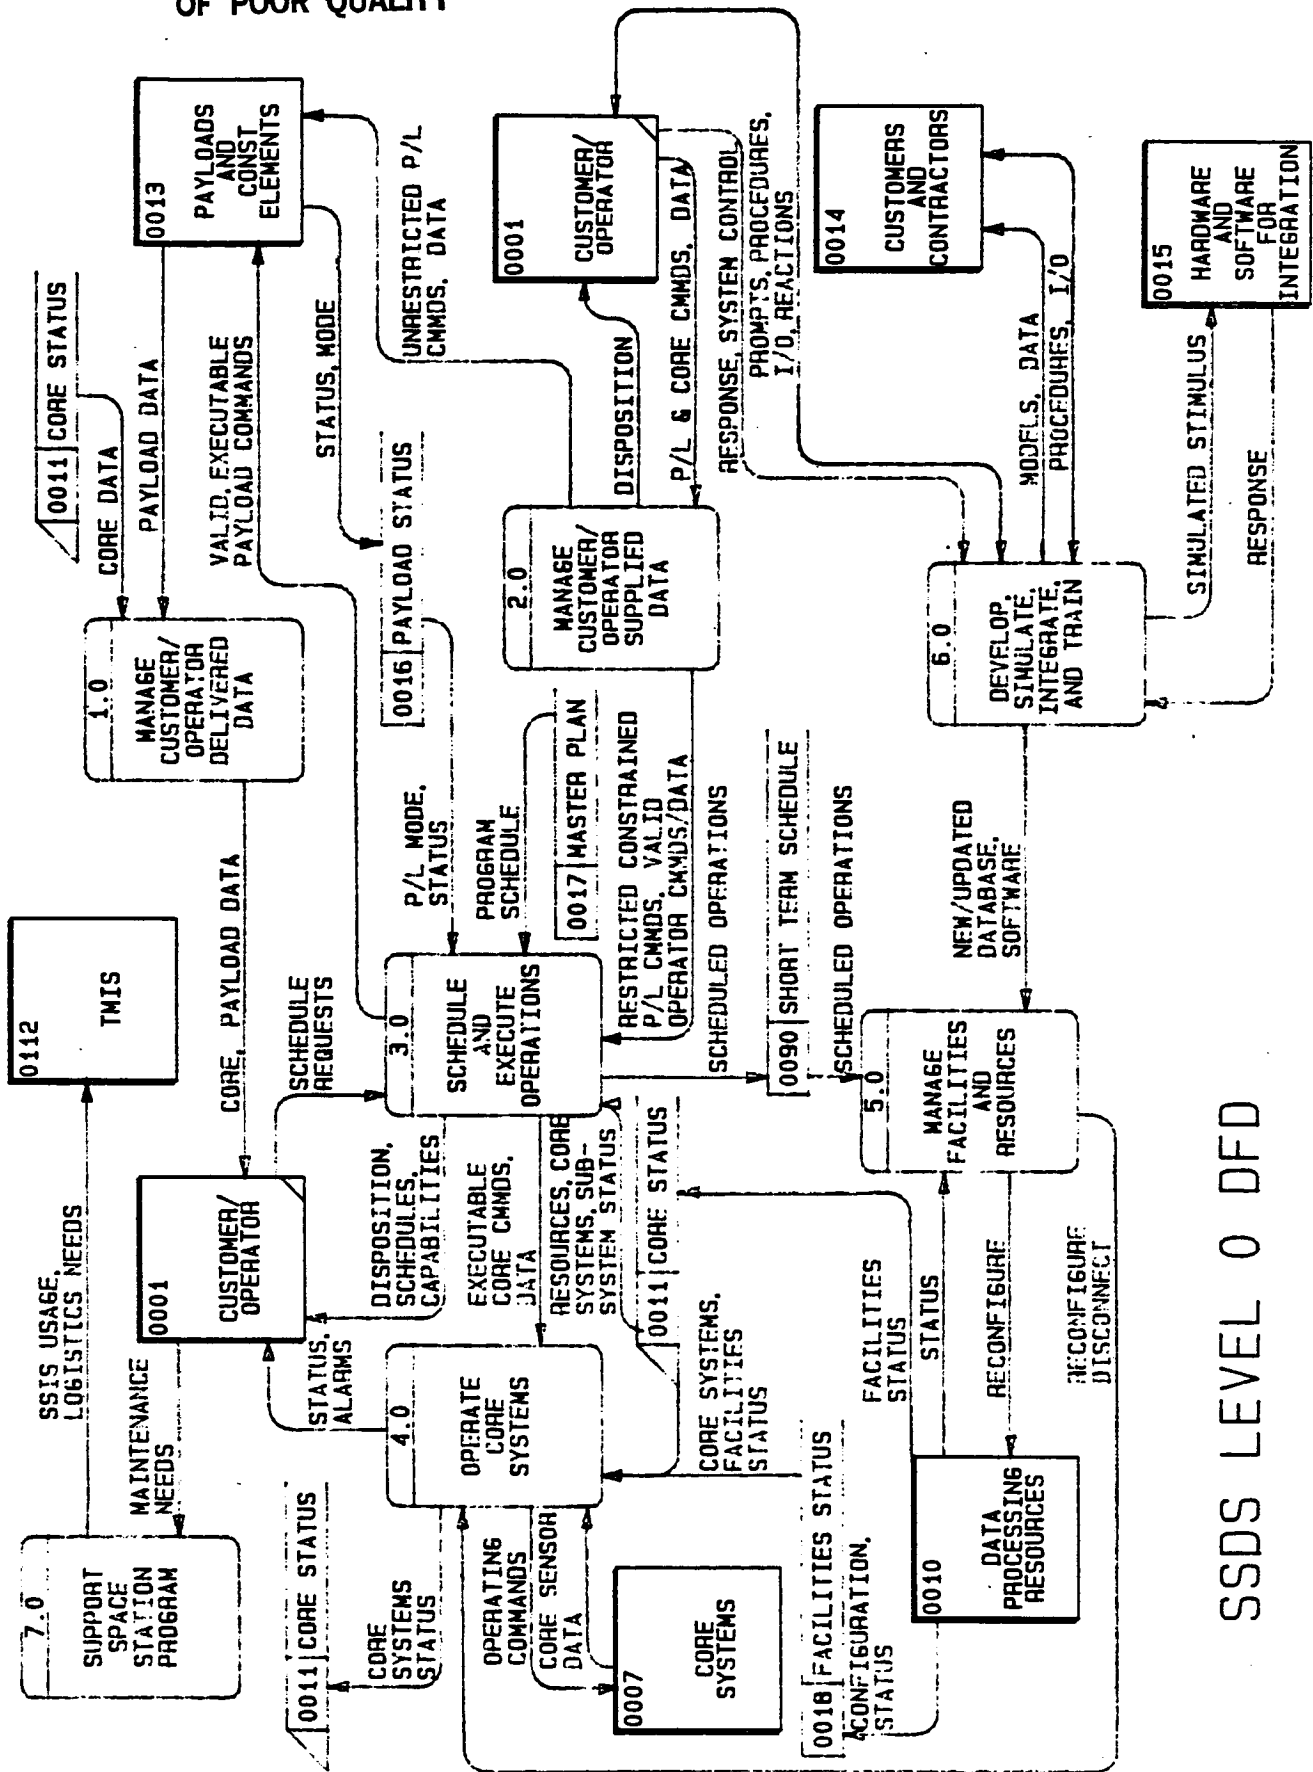 OF POOR QUALITY
7.0
SUPPORT
SPACE
STATION
PROGRAM
SSIS USAGE,
LOGISTICS NEEDS
0112
TMIS
MAINTENANCE
NEEDS
0001
CUSTOMER/
OPERATOR
CORE, PAYLOAD DATA
1.0
MANAGE
CUSTOMER/
OPERATOR
DELIVERED
DATA
CORE DATA
0011 CORE STATUS
PAYLOAD DATA
0013
PAYLOADS
AND
CONST
ELEMENTS
VALID, EXECUTABLE
PAYLOAD COMMANDS
STATUS, MODE
0016 PAYLOAD STATUS
UNRESTRICTED P/L
CMMDS, DATA
SCHEDULE
REQUESTS
STATUS,
ALARMS
DISPOSITION,
SCHEDULES,
CAPABILITIES
3.0
SCHEDULE
AND
EXECUTE
OPERATIONS
P/L MODE,
STATUS
PROGRAM
SCHEDULE
0017 MASTER PLAN
2.0
MANAGE
CUSTOMER/
OPERATOR
SUPPLIED
DATA
DISPOSITION
0001
CUSTOMER/
OPERATOR
P/L & CORE CMMDS, DATA
RESPONSE, SYSTEM CONTROL
PROMPTS, PROCEDURES,
I/O, REACTIONS
0011 CORE STATUS
CORE
SYSTEMS
STATUS
4.0
OPERATE
CORE
SYSTEMS
EXECUTABLE
CORE CMMDS,
DATA
RESOURCES, CORE
SYSTEMS, SUB-
SYSTEM STATUS
RESTRICTED CONSTRAINED
P/L CMMDS, VALID
OPERATOR CMMDS/DATA
SCHEDULED OPERATIONS
OPERATING
COMMANDS
CORE SENSOR
DATA
0007
CORE
SYSTEMS
0011 CORE STATUS
CORE SYSTEMS,
FACILITIES
STATUS
0090 SHORT TERM SCHEDULE
SCHEDULED OPERATIONS
0018 FACILITIES STATUS
CONFIGURATION,
STATUS
FACILITIES
STATUS
STATUS
0010
DATA
PROCESSING
RESOURCES
RECONFIGURE
RECONFIGURE
DISCONNECT
5.0
MANAGE
FACILITIES
AND
RESOURCES
NEW/UPDATED
DATABASE,
SOFTWARE
6.0
DEVELOP,
SIMULATE,
INTEGRATE,
AND TRAIN
MODELS, DATA
PROCEDURES, I/O
0014
CUSTOMERS
AND
CONTRACTORS
SIMULATED STIMULUS
RESPONSE
0015
HARDWARE
AND
SOFTWARE
FOR
INTEGRATION
SSDS LEVEL 0 DFD